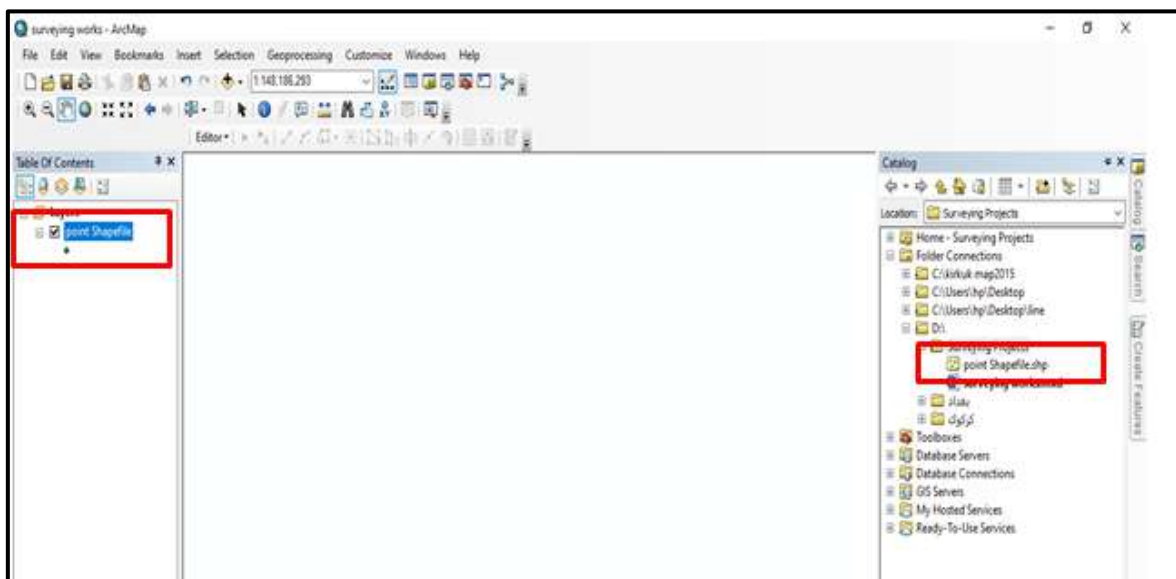 surveying works - ArcMap
File Edit View Bookmarks Insert Selection Geoprocessing Customize Windows Help
1:148,186,293
Editor
Table Of Contents
Catalog
Layers
point Shapefile
Location: Surveying Projects
Home - Surveying Projects
Folder Connections
C:\kirkuk map2015
C:\Users\hp\Desktop
C:\Users\hp\Desktop\line
D:\
Surveying Projects
point Shapefile.shp
surveying works.mxd
بغداد
كركوك
Toolboxes
Database Servers
Database Connections
GIS Servers
My Hosted Services
Ready-To-Use Services
Catalog
Search
Create Features